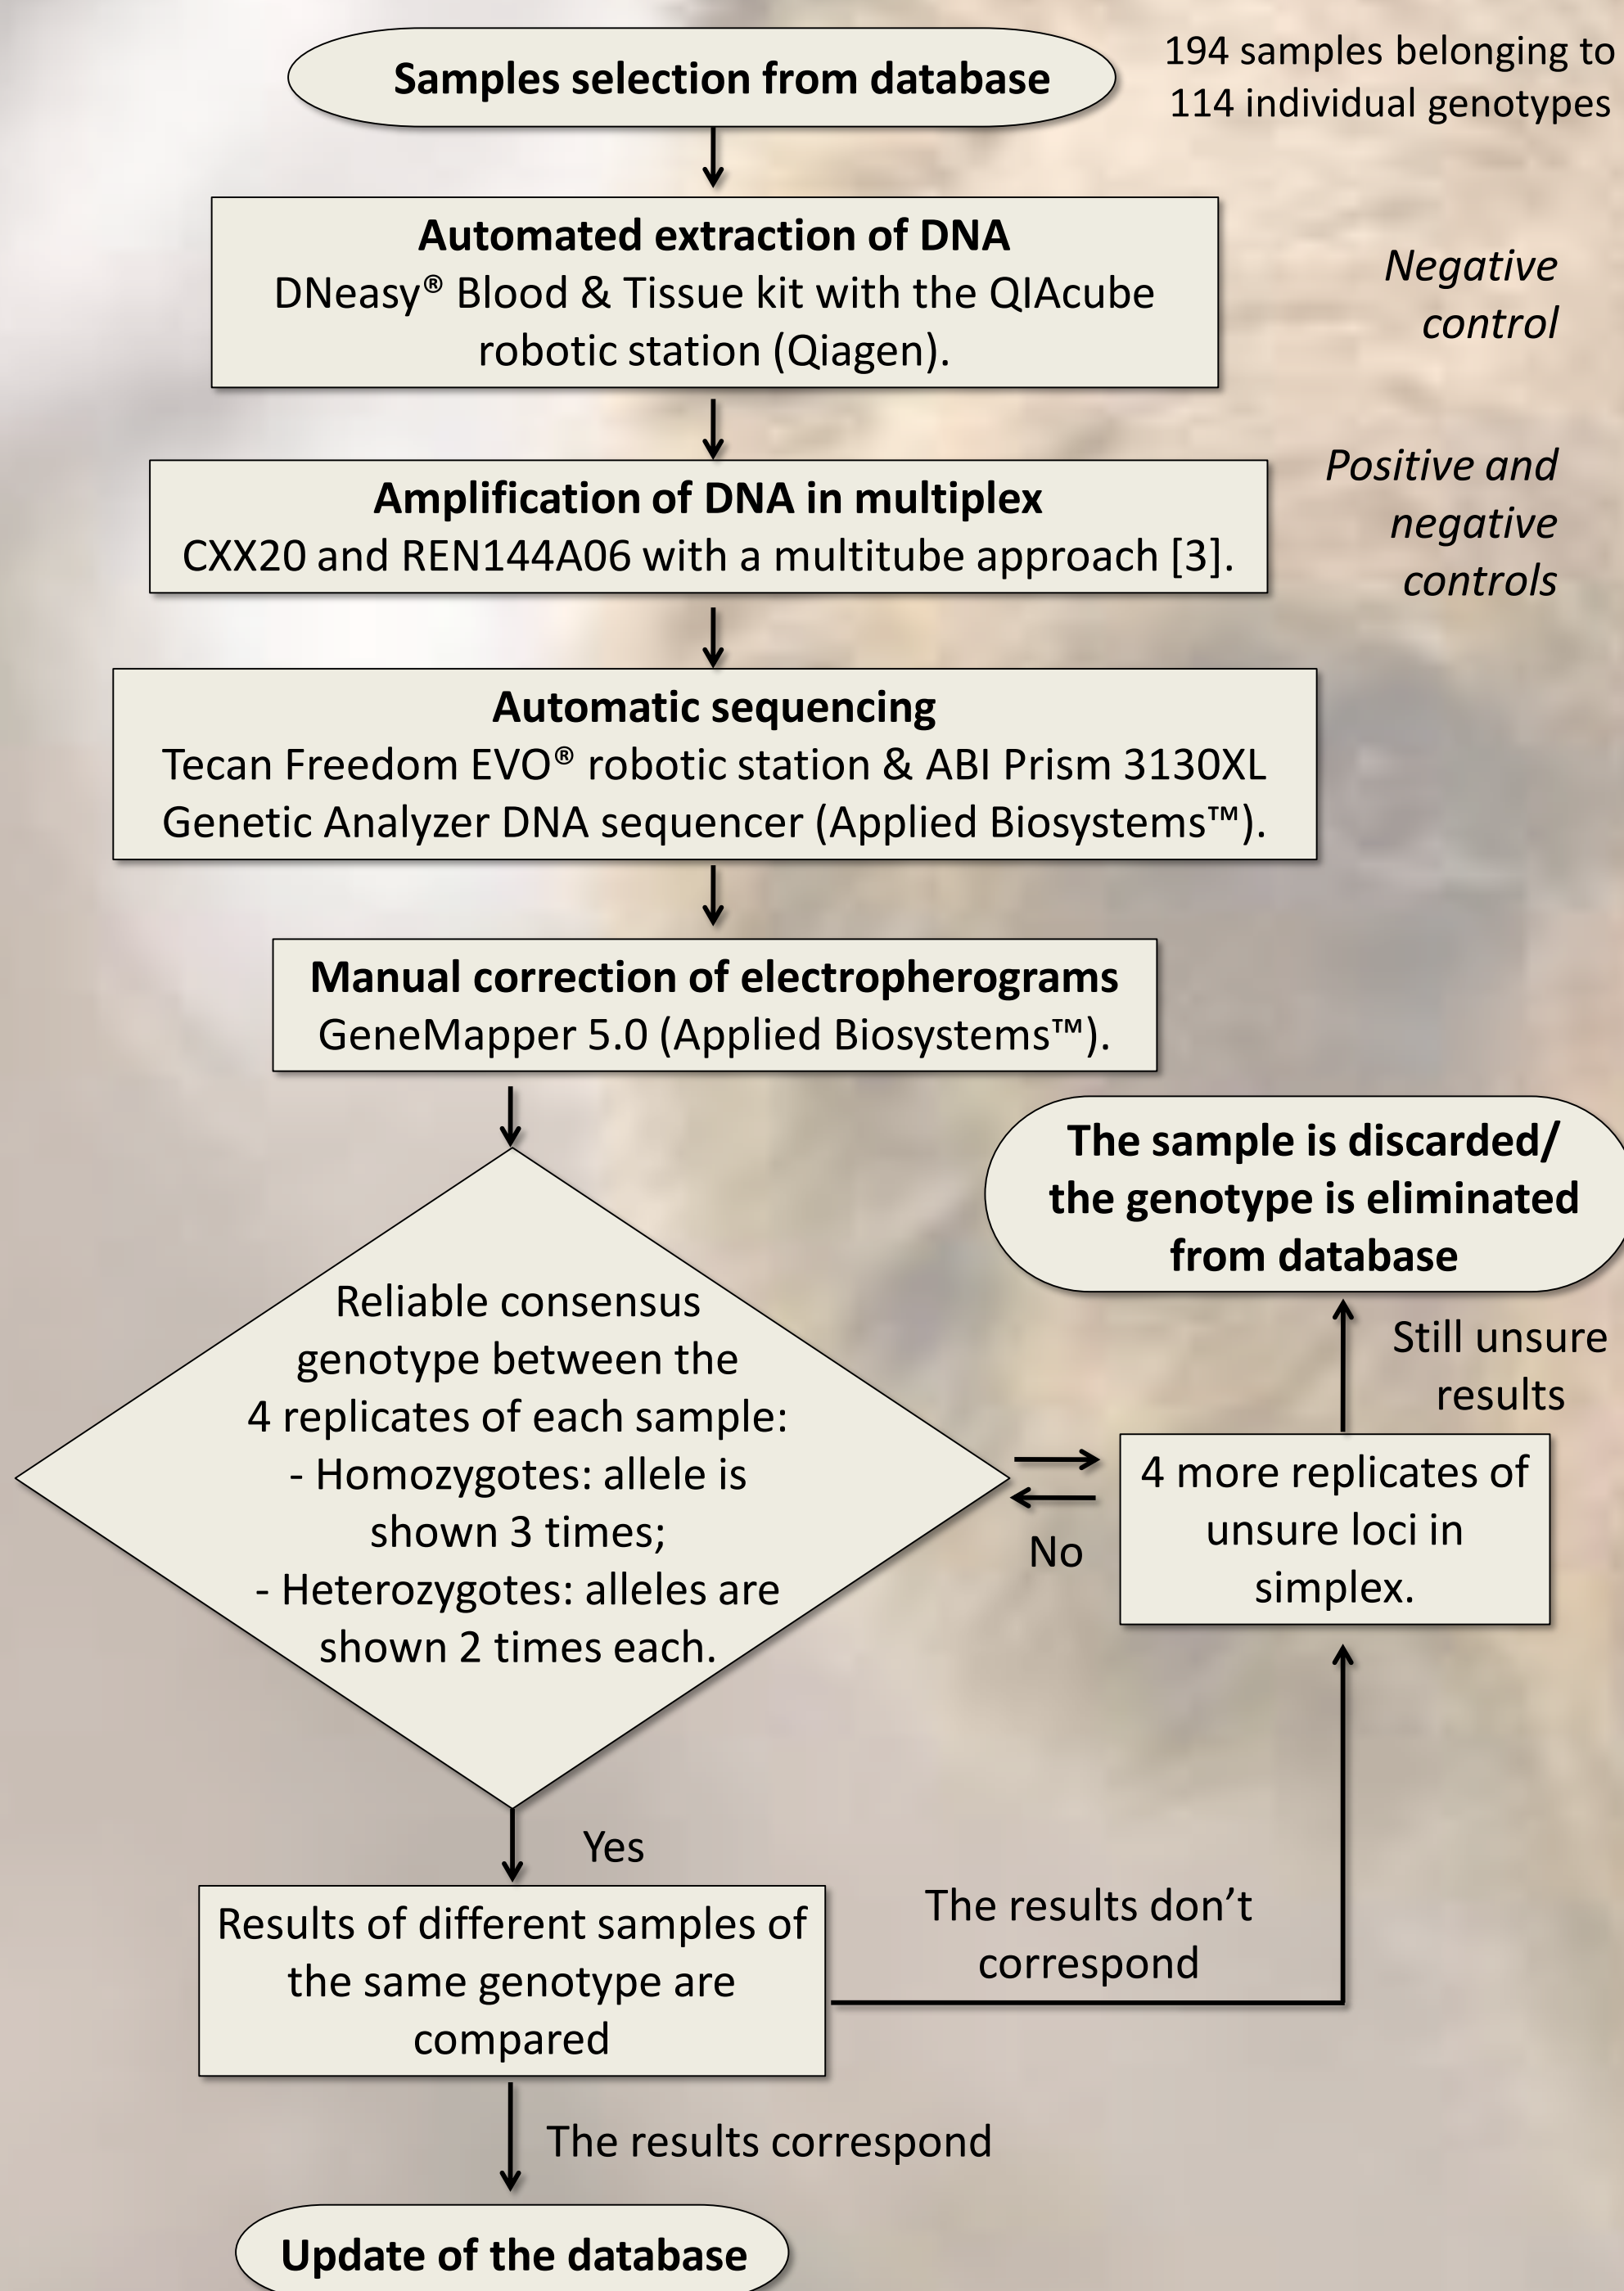 Samples selection from database
194 samples belonging to
114 individual genotypes
Automated extraction of DNA
DNeasy® Blood & Tissue kit with the QIAcube
robotic station (Qiagen).
Negative
control
Amplification of DNA in multiplex
CXX20 and REN144A06 with a multitube approach [3].
Positive and
negative
controls
Automatic sequencing
Tecan Freedom EVO® robotic station & ABI Prism 3130XL
Genetic Analyzer DNA sequencer (Applied Biosystems™).
Manual correction of electropherograms
GeneMapper 5.0 (Applied Biosystems™).
The sample is discarded/
the genotype is eliminated
from database
Still unsure
results
Reliable consensus
genotype between the
4 replicates of each sample:
- Homozygotes: allele is
shown 3 times;
- Heterozygotes: alleles are
shown 2 times each.
No
4 more replicates of
unsure loci in
simplex.
Yes
Results of different samples of
the same genotype are
compared
The results don’t
correspond
The results correspond
Update of the database